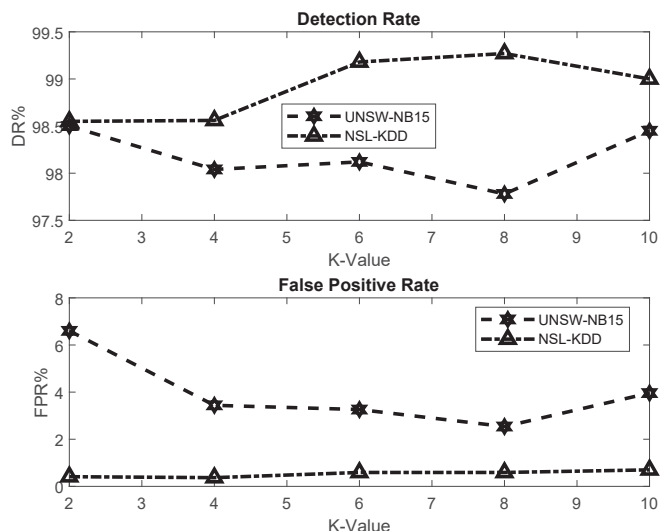 Detection Rate
99.5
99
98.5
98
97.5
DR%
UNSW-NB15
NSL-KDD
2 3 4 5 6 7 8 9 10
K-Value
False Positive Rate
8
6
4
2
0
FPR%
UNSW-NB15
NSL-KDD
2 3 4 5 6 7 8 9 10
K-Value